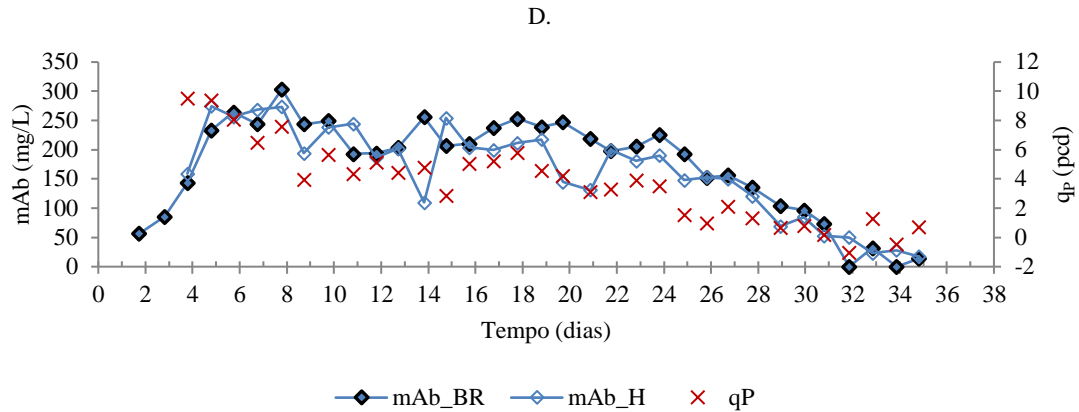 D.
350
300
250
200
150
100
50
0
mAb (mg/L)
12
10
8
6
4
2
0
-2
qP (pcd)
0 2 4 6 8 10 12 14 16 18 20 22 24 26 28 30 32 34 36 38
Tempo (dias)
mAb_BR mAb_H qP